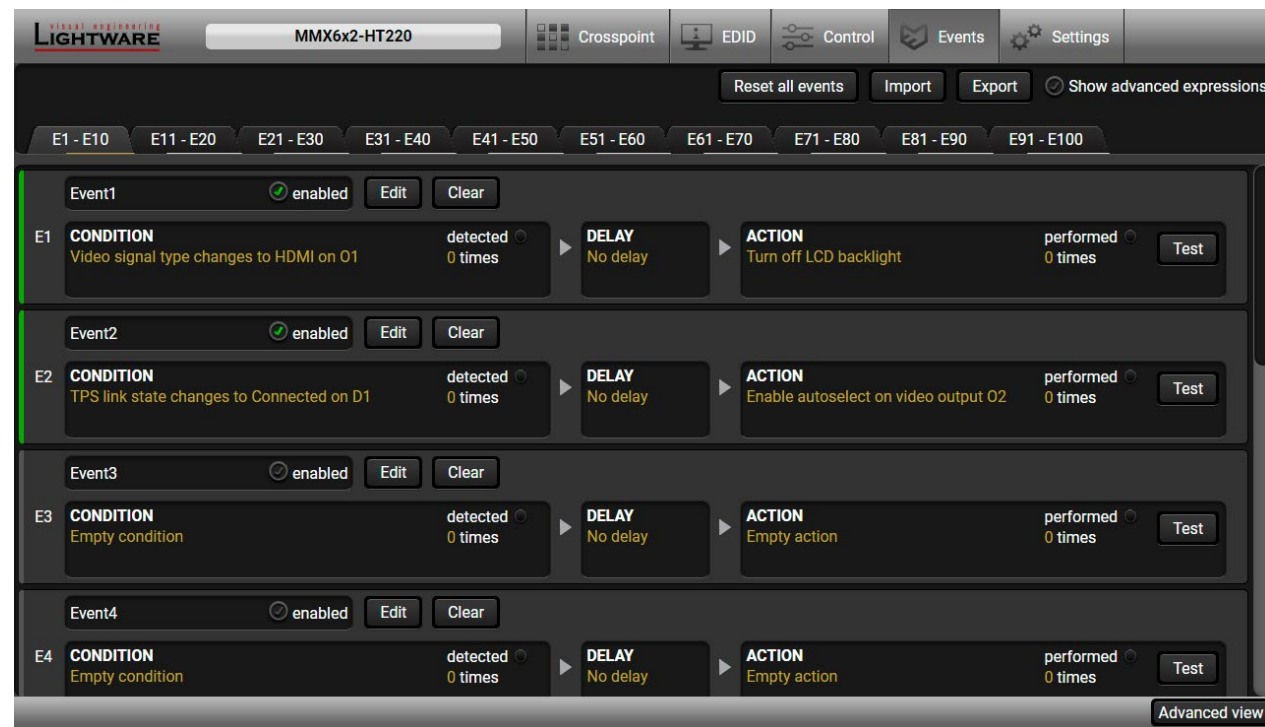 visual engineering
LIGHTWARE
MMX6x2-HT220
Crosspoint
EDID
Control
Events
Settings
Reset all events
Import
Export
Show advanced expressions
E1 - E10
E11 - E20
E21 - E30
E31 - E40
E41 - E50
E51 - E60
E61 - E70
E71 - E80
E81 - E90
E91 - E100
Event1
enabled
Edit
Clear
E1
CONDITION
Video signal type changes to HDMI on O1
detected
0 times
DELAY
No delay
ACTION
Turn off LCD backlight
performed
0 times
Test
Event2
enabled
Edit
Clear
E2
CONDITION
TPS link state changes to Connected on D1
detected
0 times
DELAY
No delay
ACTION
Enable autoselect on video output O2
performed
0 times
Test
Event3
enabled
Edit
Clear
E3
CONDITION
Empty condition
detected
0 times
DELAY
No delay
ACTION
Empty action
performed
0 times
Test
Event4
enabled
Edit
Clear
E4
CONDITION
Empty condition
detected
0 times
DELAY
No delay
ACTION
Empty action
performed
0 times
Test
Advanced view